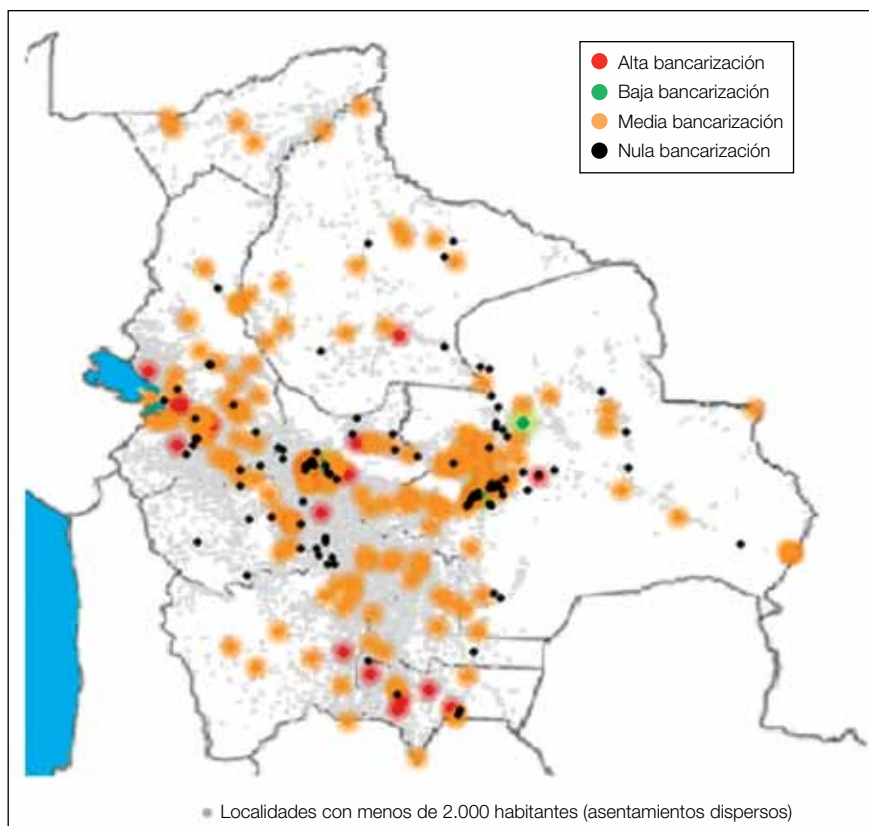 Alta bancarización
Baja bancarización
Media bancarización
Nula bancarización
Localidades con menos de 2.000 habitantes (asentamientos dispersos)